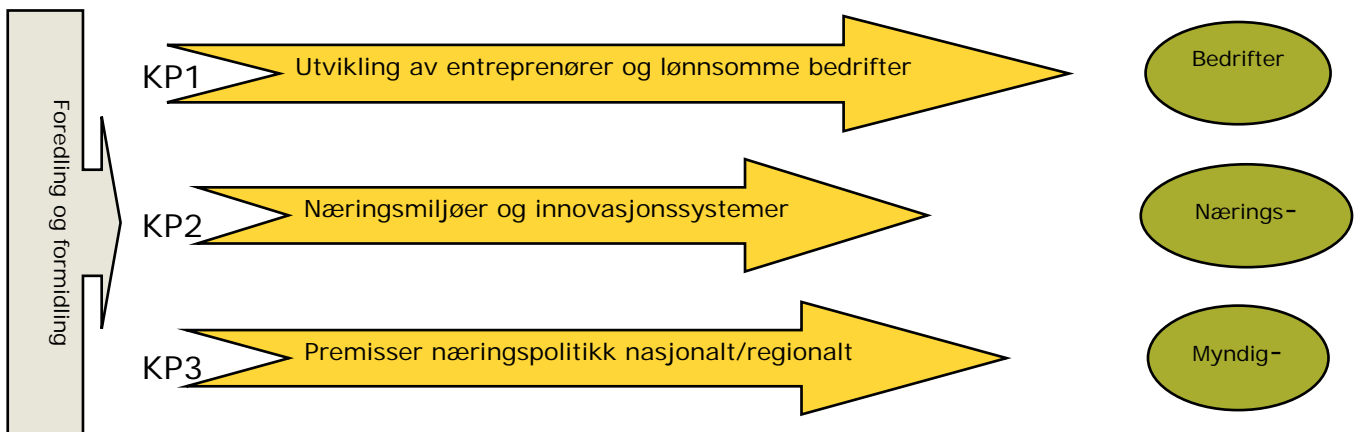 Foredling og formidling
KP1
Utvikling av entreprenører og lønnsomme bedrifter
Bedrifter
KP2
Næringsmiljøer og innovasjonssystemer
Nærings-
KP3
Premisser næringspolitikk nasjonalt/regionalt
Myndig-